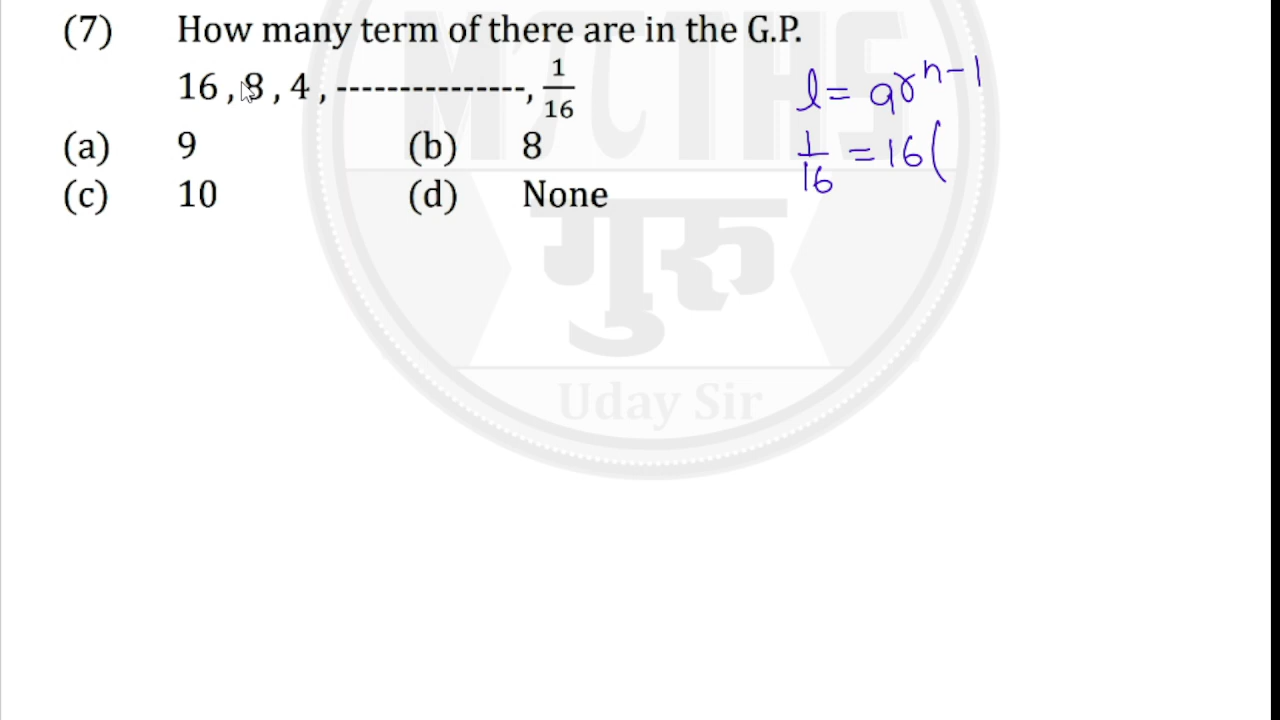 (7) How many term of there are in the G.P.
16 , 8 , 4 , ---------------, 1/16
(a) 9 (b) 8
(c) 10 (d) None
l = ar^{n-1}
1/16 = 16(
MπTHS
गुरु
Uday Sir